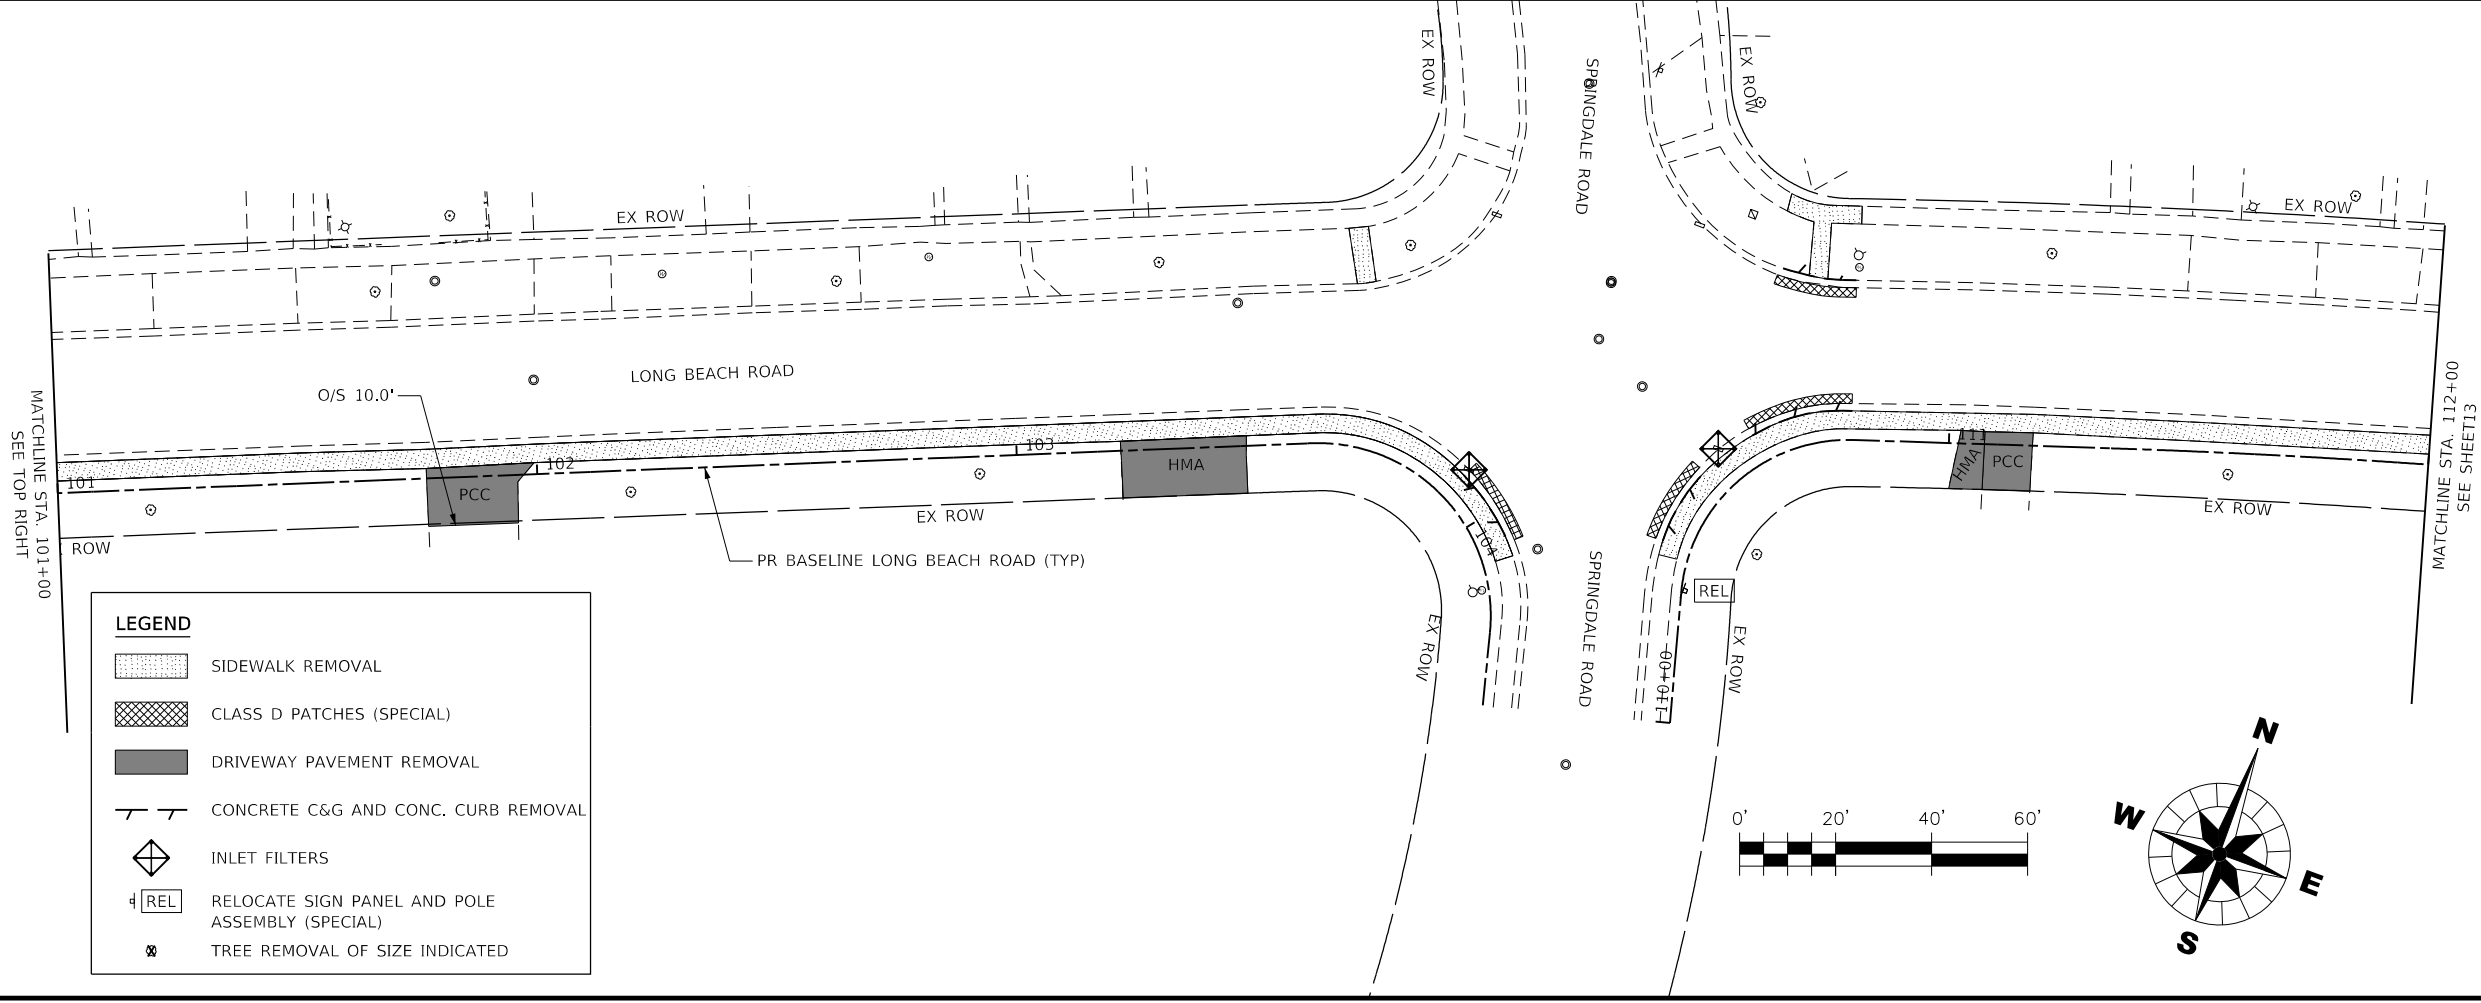 EX ROW
SPRINGDALE ROAD
EX ROW
EX ROW
EX ROW
LONG BEACH ROAD
O/S 10.0'
MATCHLINE STA. 101+00
SEE TOP RIGHT
101
102
103
PCC
HMA
104
111
HMA
PCC
MATCHLINE STA. 112+00
SEE SHEET13
ROW
EX ROW
EX ROW
PR BASELINE LONG BEACH ROAD (TYP)
SPRINGDALE ROAD
REL
EX ROW
EX ROW
110+00
LEGEND
SIDEWALK REMOVAL
CLASS D PATCHES (SPECIAL)
DRIVEWAY PAVEMENT REMOVAL
CONCRETE C&G AND CONC. CURB REMOVAL
INLET FILTERS
REL RELOCATE SIGN PANEL AND POLE
ASSEMBLY (SPECIAL)
TREE REMOVAL OF SIZE INDICATED
0' 20' 40' 60'
N
W
E
S